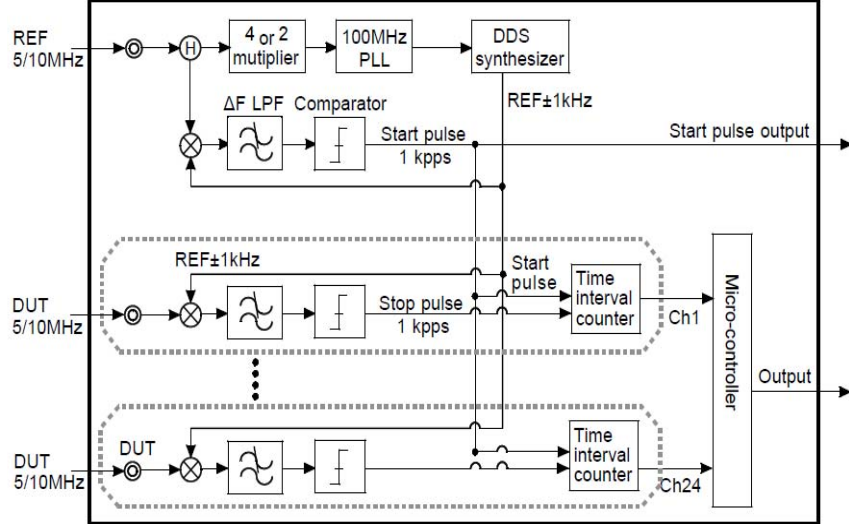 REF
5/10MHz
H
4 or 2
mutiplier
100MHz
PLL
DDS
synthesizer
REF±1kHz
ΔF LPF
Comparator
Start pulse
1 kpps
Start pulse output
REF±1kHz
Start
pulse
Time
interval
counter
DUT
5/10MHz
Stop pulse
1 kpps
Ch1
Micro-controller
Output
DUT
DUT
5/10MHz
Time
interval
counter
Ch24